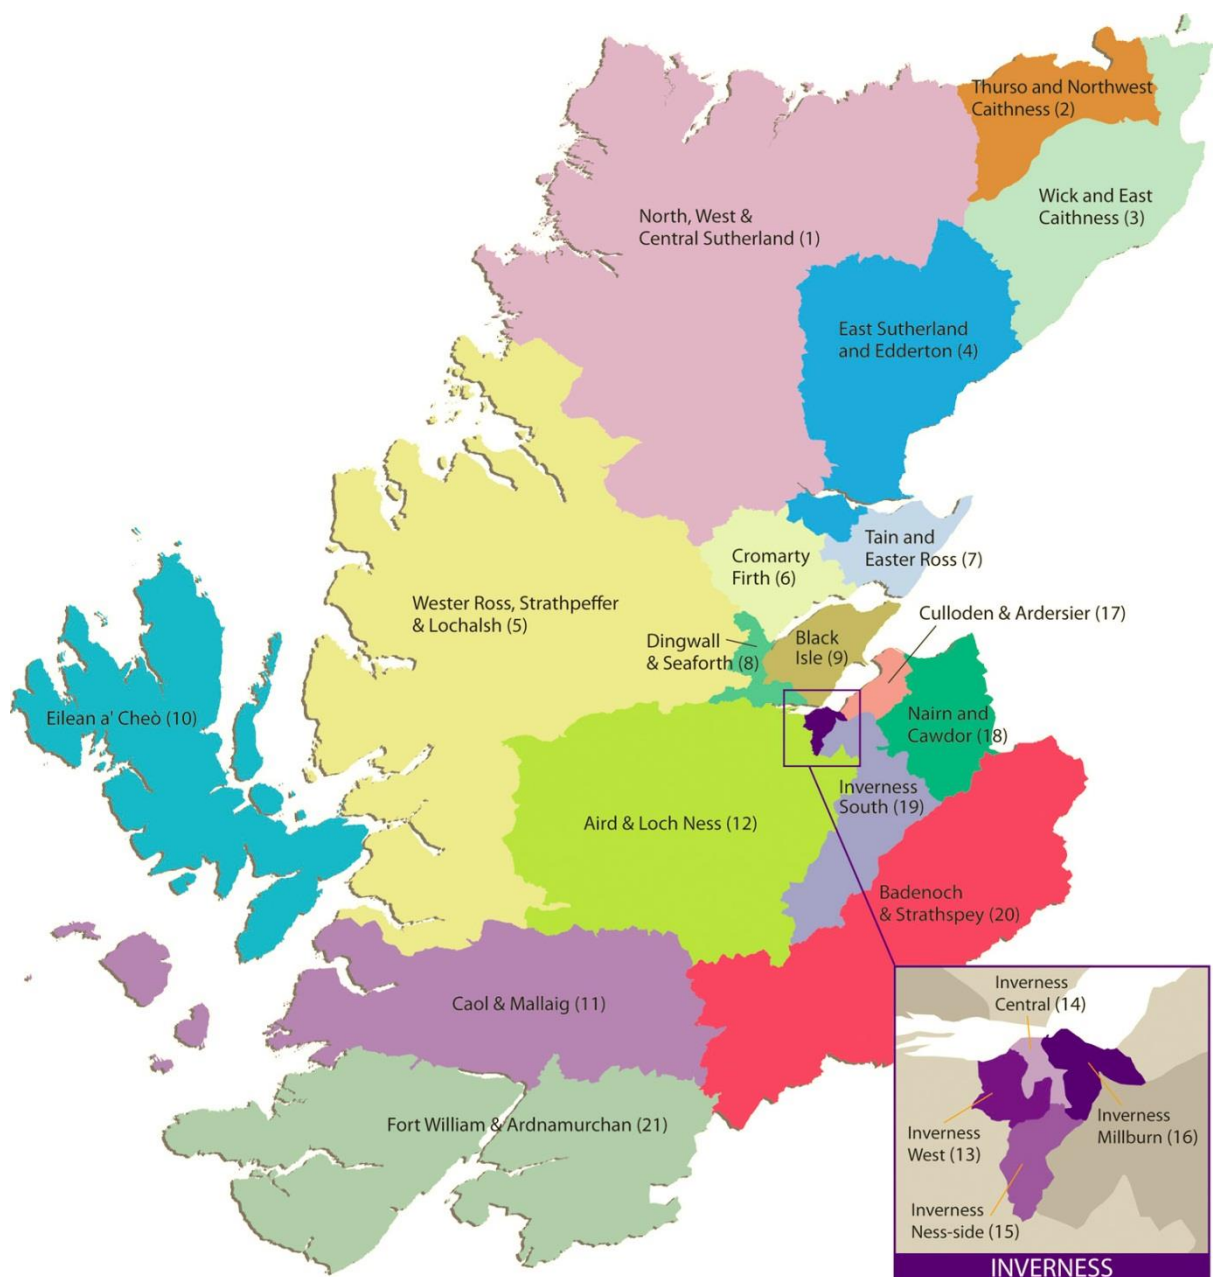 Thurso and Northwest
Caithness (2)
Wick and East
Caithness (3)
North, West &
Central Sutherland (1)
East Sutherland
and Edderton (4)
Tain and
Easter Ross (7)
Cromarty
Firth (6)
Wester Ross, Strathpeffer
& Lochalsh (5)
Culloden & Ardersier (17)
Dingwall
& Seaforth (8)
Black
Isle (9)
Eilean a' Cheò (10)
Nairn and
Cawdor (18)
Inverness
South (19)
Aird & Loch Ness (12)
Badenoch
& Strathspey (20)
Caol & Mallaig (11)
Fort William & Ardnamurchan (21)
Inverness
Central (14)
Inverness
Millburn (16)
Inverness
West (13)
Inverness
Ness-side (15)
INVERNESS